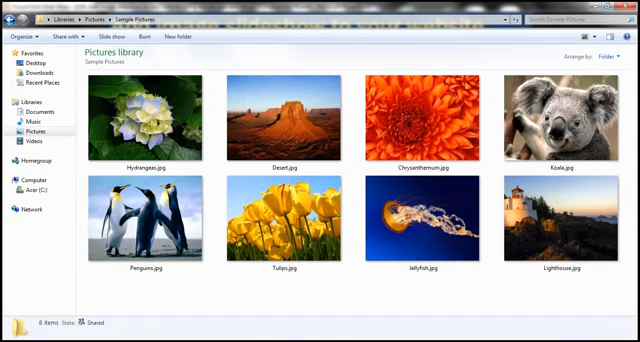 Libraries ▸ Pictures ▸ Sample Pictures
Search Sample Pictures
Organize Share with Slide show Burn New folder
Favorites
Desktop
Downloads
Recent Places
Libraries
Documents
Music
Pictures
Videos
Homegroup
Computer
Acer (C:)
Network
Pictures library
Sample Pictures
Arrange by: Folder
Hydrangeas.jpg
Desert.jpg
Chrysanthemum.jpg
Koala.jpg
Penguins.jpg
Tulips.jpg
Jellyfish.jpg
Lighthouse.jpg
8 items State: Shared